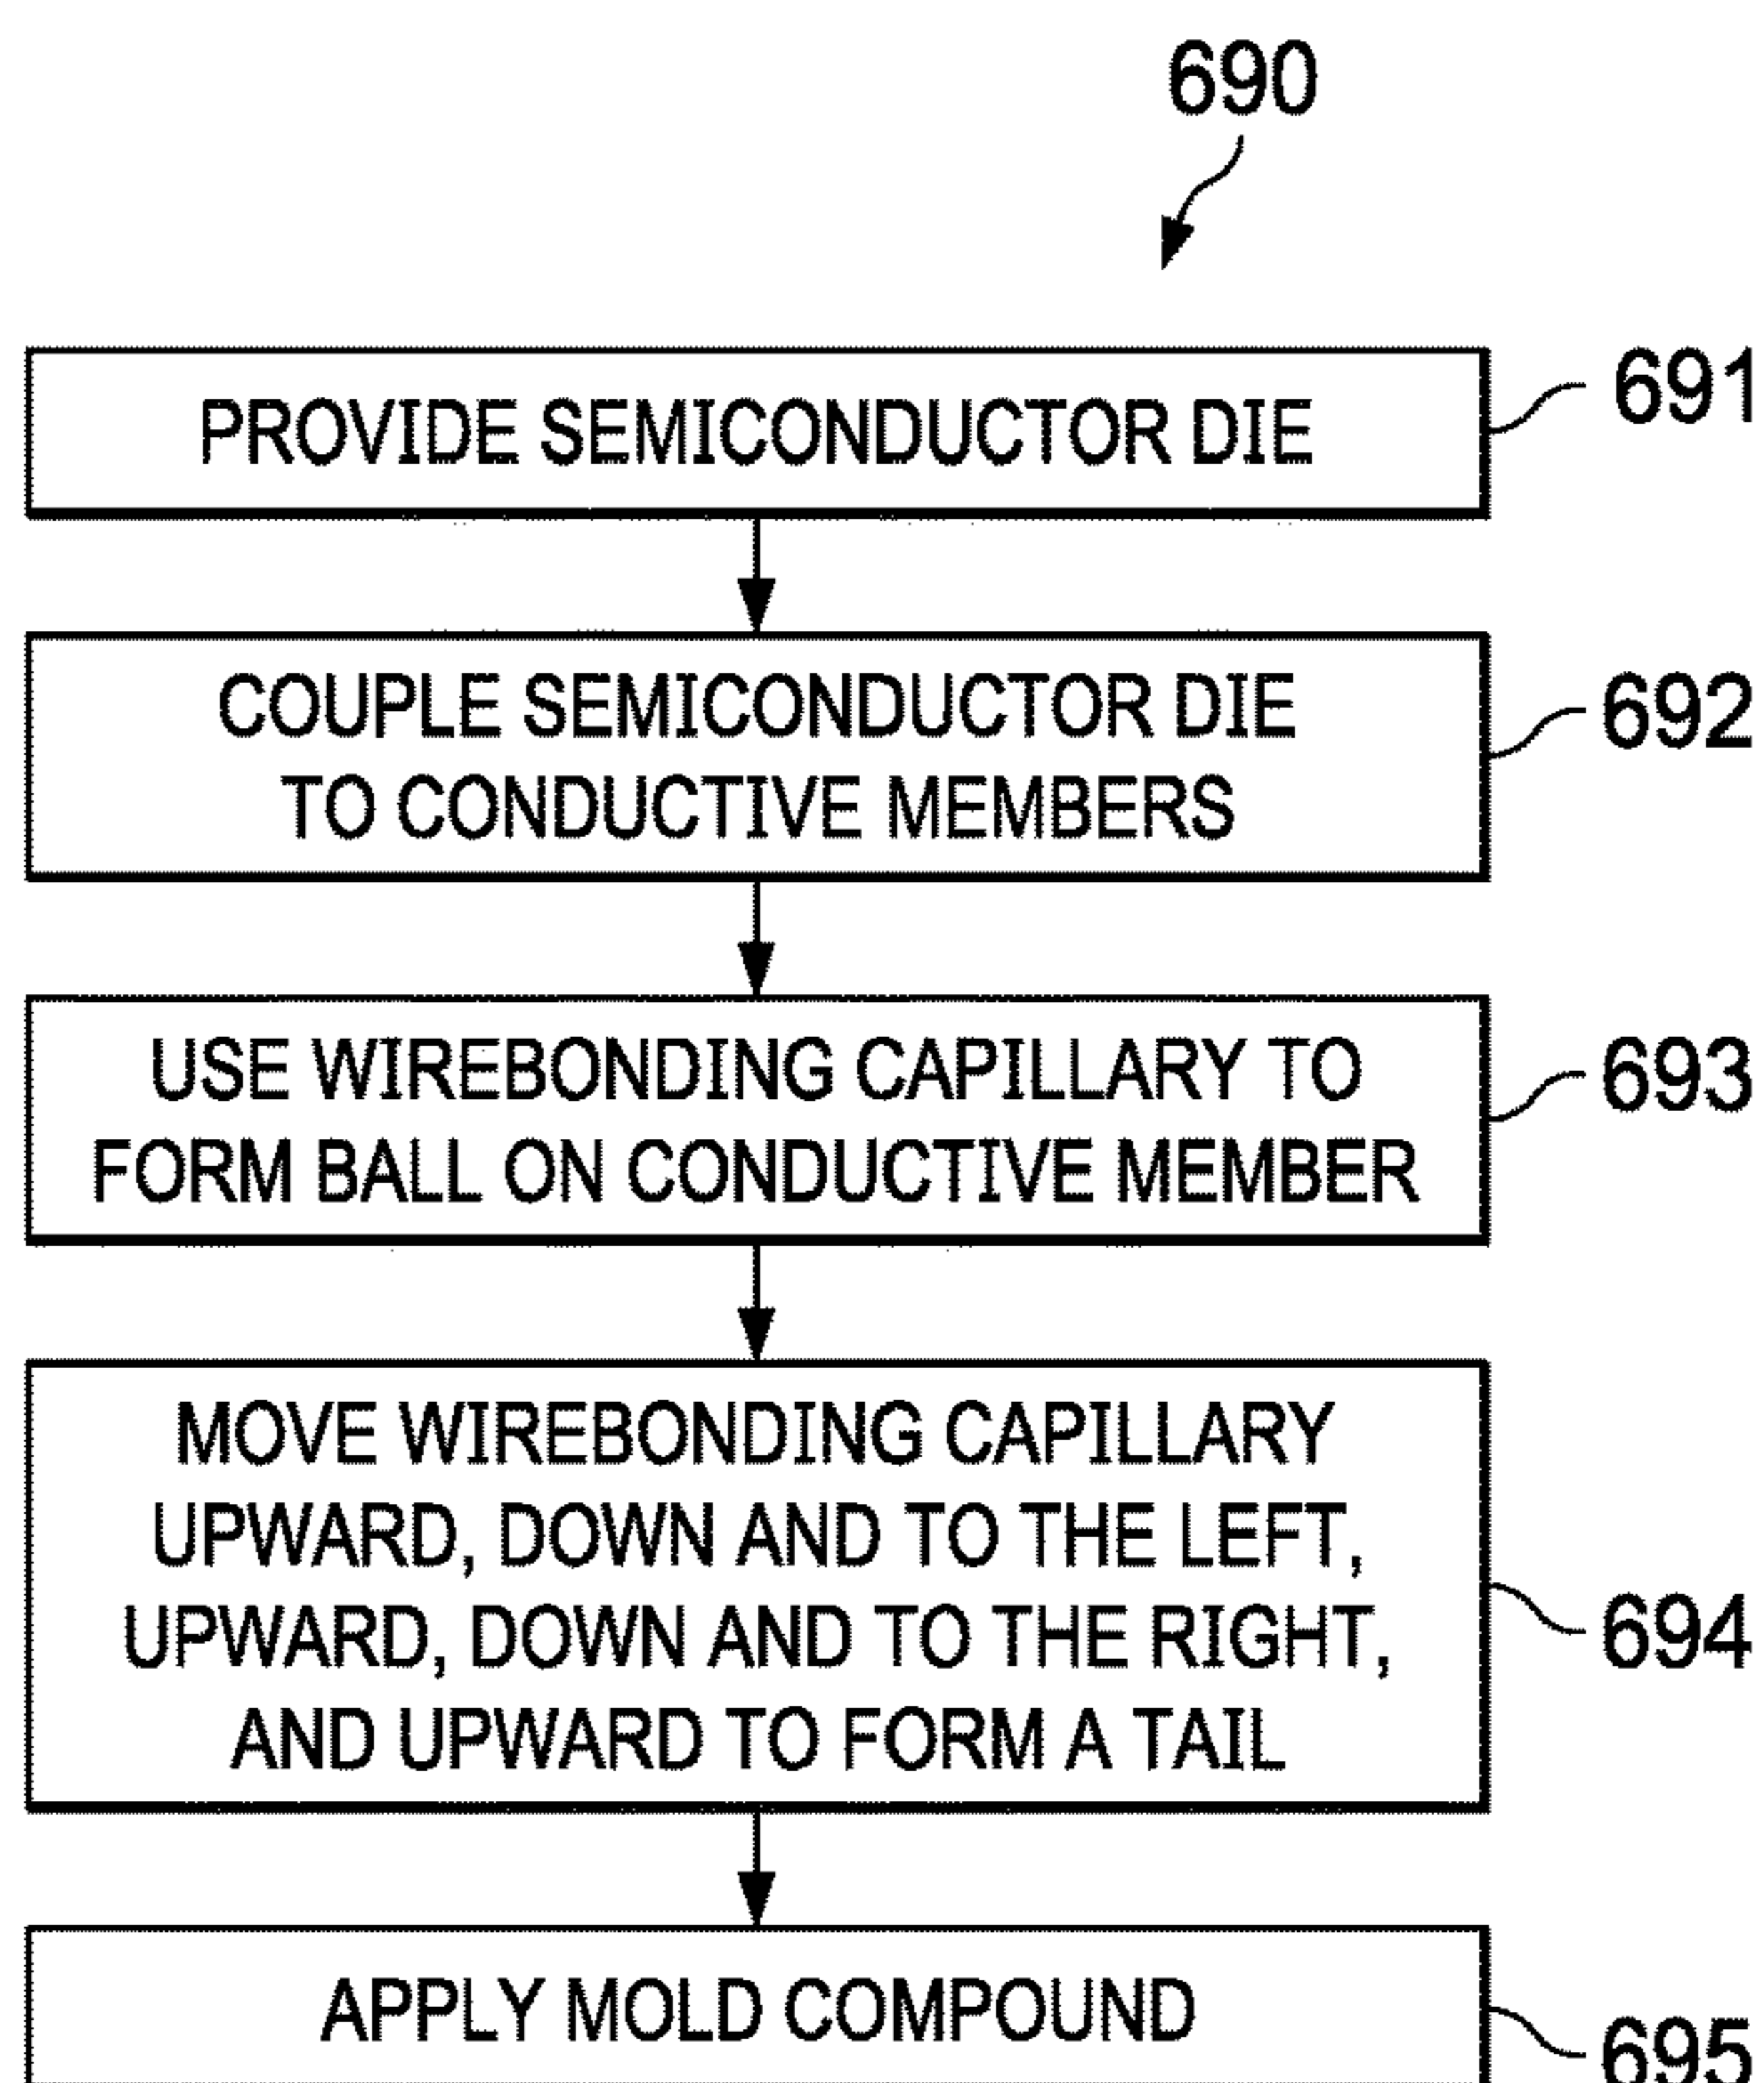 690
PROVIDE SEMICONDUCTOR DIE
691
COUPLE SEMICONDUCTOR DIE
TO CONDUCTIVE MEMBERS
692
USE WIREBONDING CAPILLARY TO
FORM BALL ON CONDUCTIVE MEMBER
693
MOVE WIREBONDING CAPILLARY
UPWARD, DOWN AND TO THE LEFT,
UPWARD, DOWN AND TO THE RIGHT,
AND UPWARD TO FORM A TAIL
694
APPLY MOLD COMPOUND
695